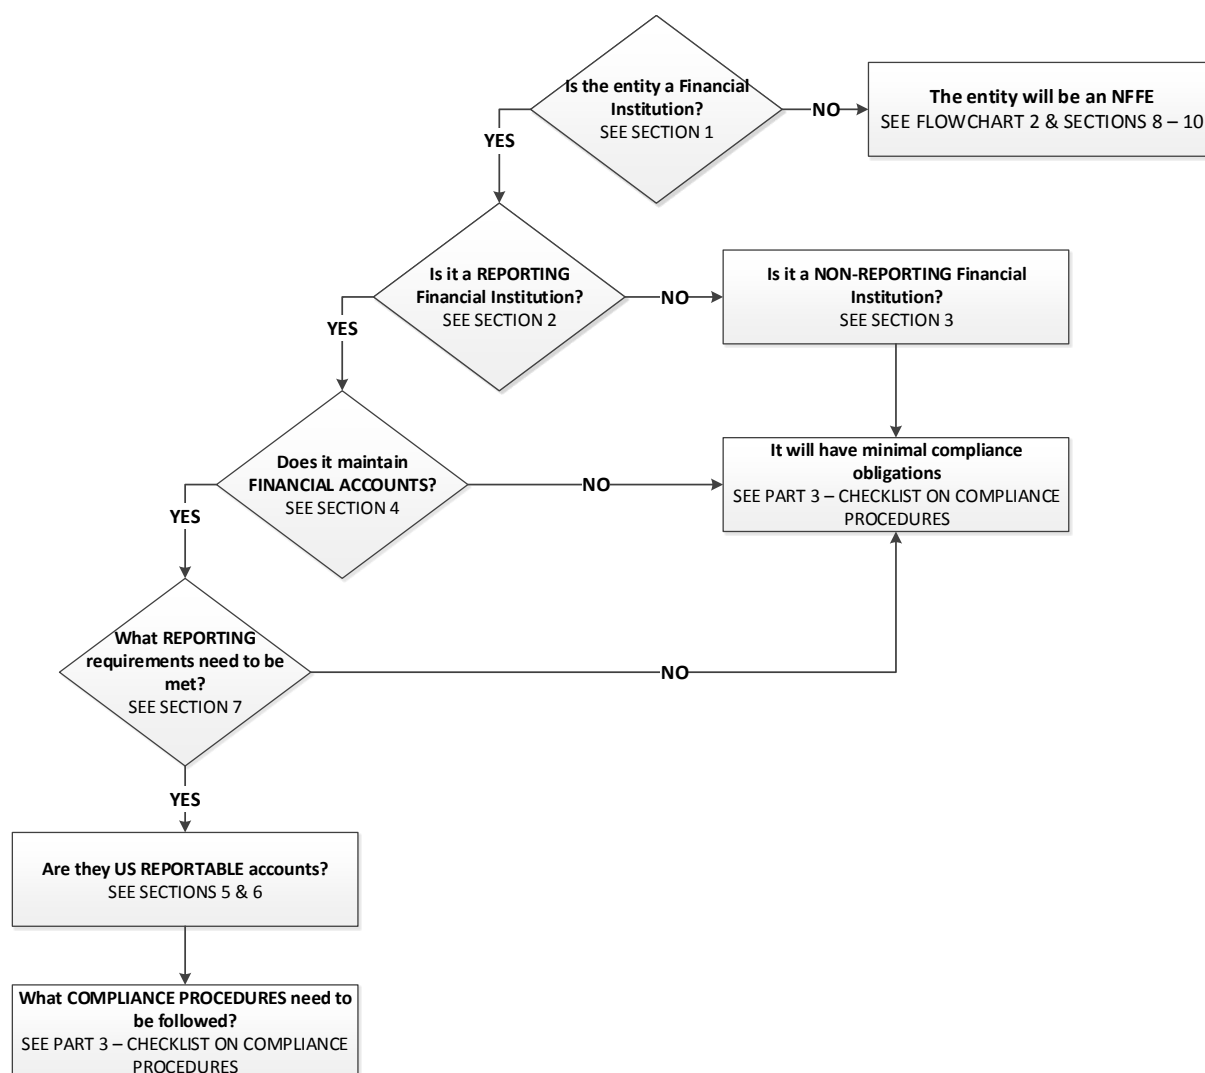 Is the entity a Financial
Institution?
SEE SECTION 1
NO
The entity will be an NFFE
SEE FLOWCHART 2 & SECTIONS 8 – 10
YES
Is it a REPORTING
Financial Institution?
SEE SECTION 2
NO
Is it a NON-REPORTING Financial
Institution?
SEE SECTION 3
YES
Does it maintain
FINANCIAL ACCOUNTS?
SEE SECTION 4
NO
It will have minimal compliance
obligations
SEE PART 3 – CHECKLIST ON COMPLIANCE
PROCEDURES
YES
What REPORTING
requirements need to be
met?
SEE SECTION 7
NO
YES
Are they US REPORTABLE accounts?
SEE SECTIONS 5 & 6
What COMPLIANCE PROCEDURES need to
be followed?
SEE PART 3 – CHECKLIST ON COMPLIANCE
PROCEDURES